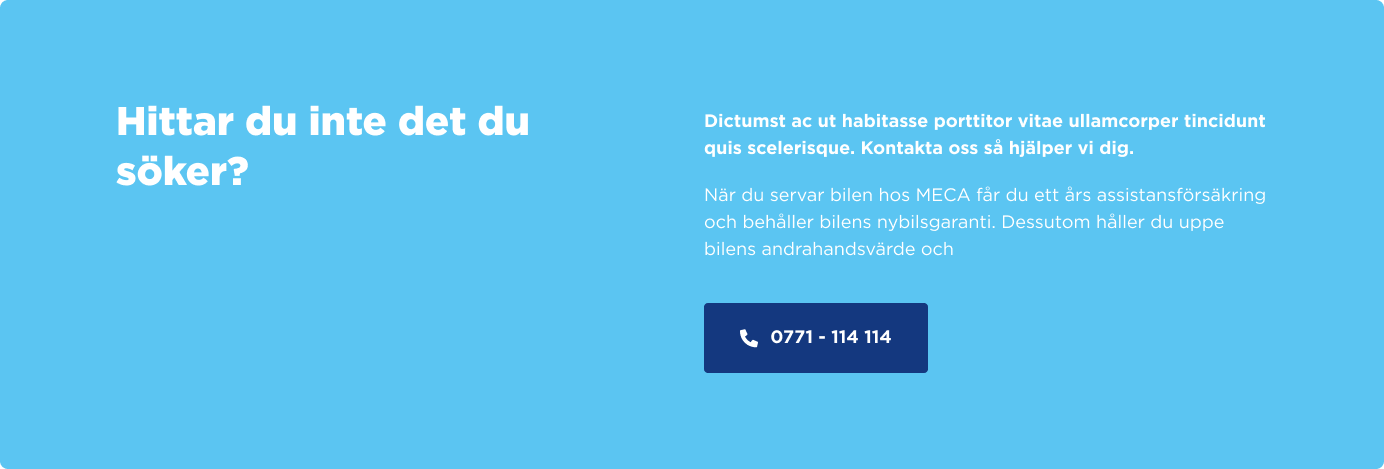 Hittar du inte det du
söker?
Dictumst ac ut habitasse porttitor vitae ullamcorper tincidunt
quis scelerisque. Kontakta oss så hjälper vi dig.
När du servar bilen hos MECA får du ett års assistansförsäkring
och behåller bilens nybilsgaranti. Dessutom håller du uppe
bilens andrahandsvärde och
0771 - 114 114